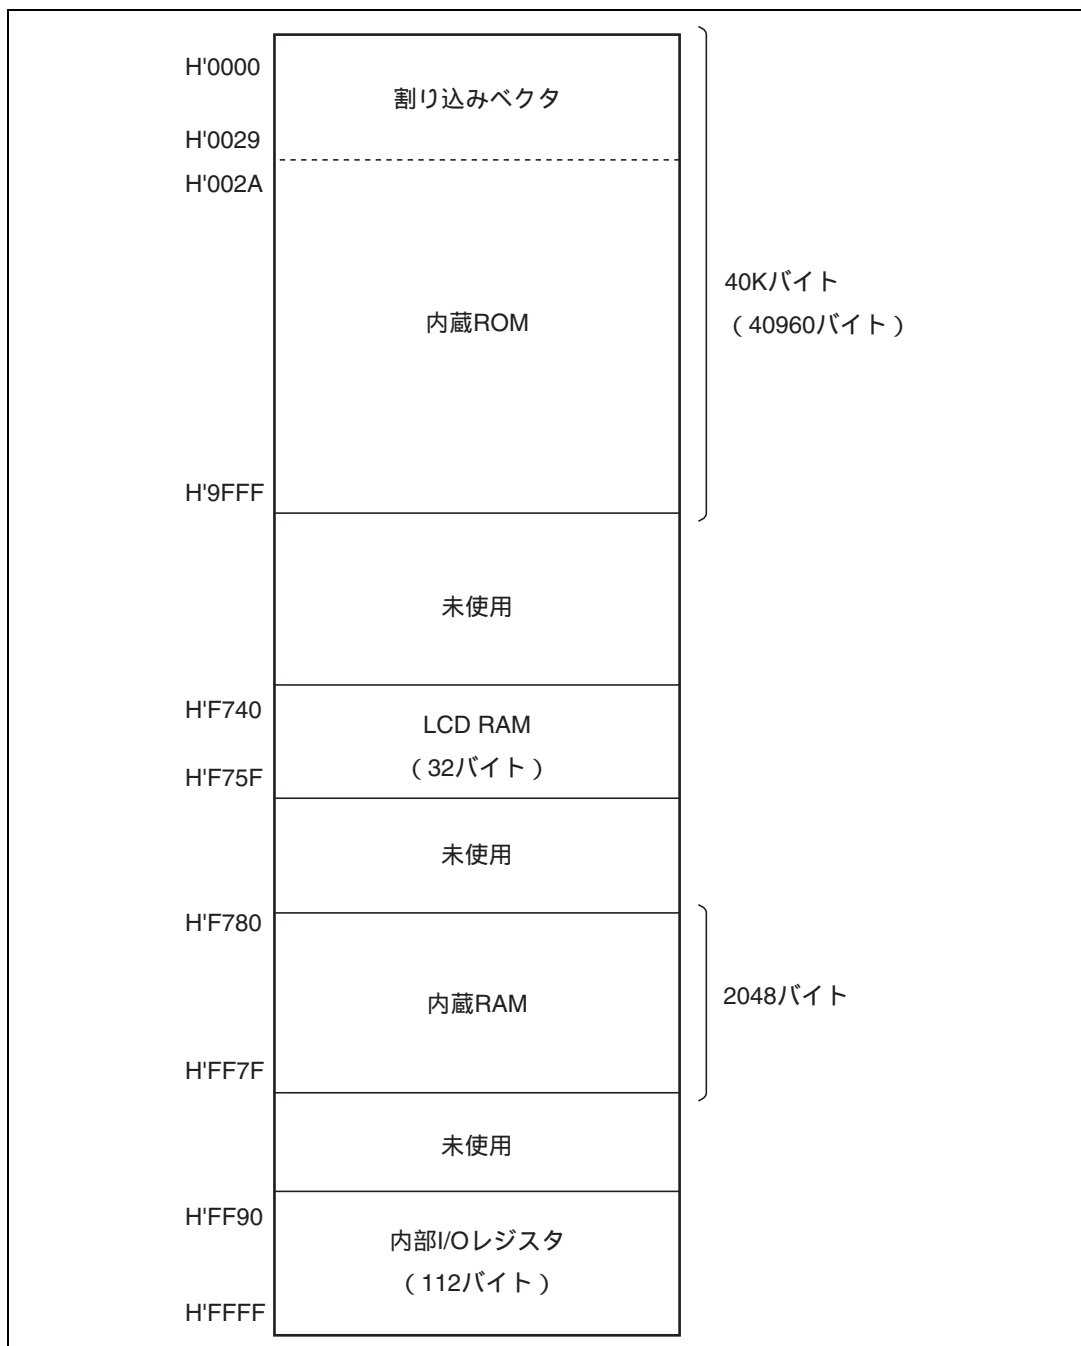 H'0000
割り込みベクタ
H'0029
H'002A
内蔵ROM
40Kバイト
（40960バイト）
H'9FFF
未使用
H'F740
LCD RAM
（32バイト）
H'F75F
未使用
H'F780
内蔵RAM
2048バイト
H'FF7F
未使用
H'FF90
内部I/Oレジスタ
（112バイト）
H'FFFF